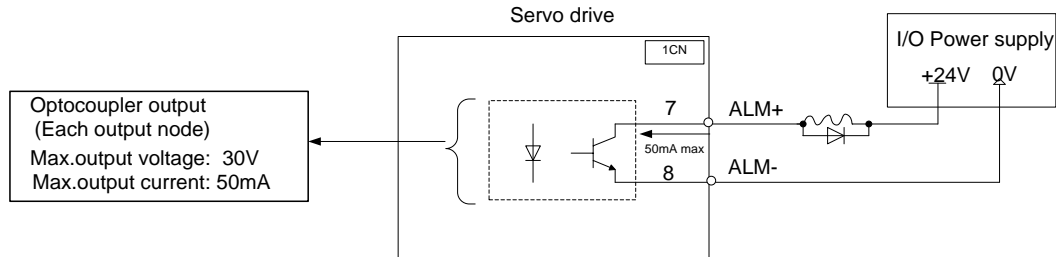 Servo drive
1CN
I/O Power supply
+24V 0V
Optocoupler output
(Each output node)
Max.output voltage: 30V
Max.output current: 50mA
7
ALM+
50mA max
8
ALM-